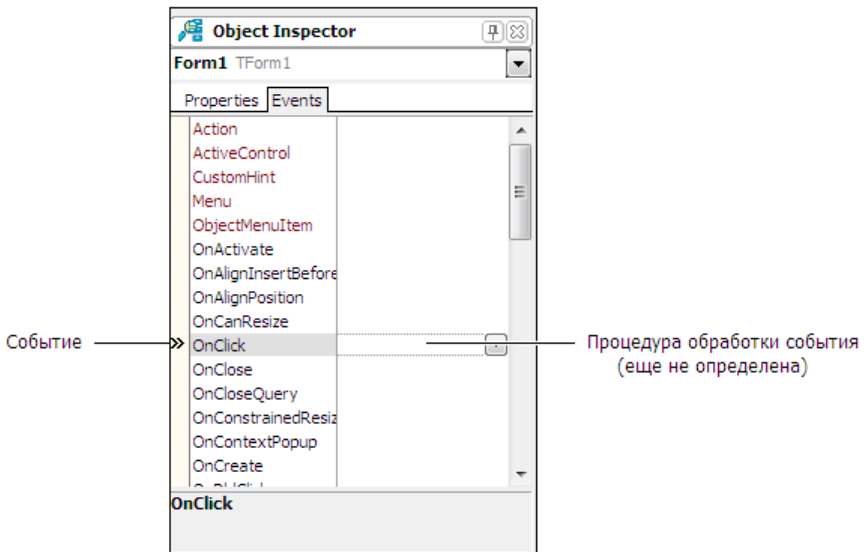 Object Inspector
Form1 TForm1
Properties Events
Action
ActiveControl
CustomHint
Menu
ObjectMenuItem
OnActivate
OnAlignInsertBefore
OnAlignPosition
OnCanResize
Событие
OnClick
Процедура обработки события
(еще не определена)
OnClose
OnCloseQuery
OnConstrainedResiz
OnContextPopup
OnCreate
OnClick